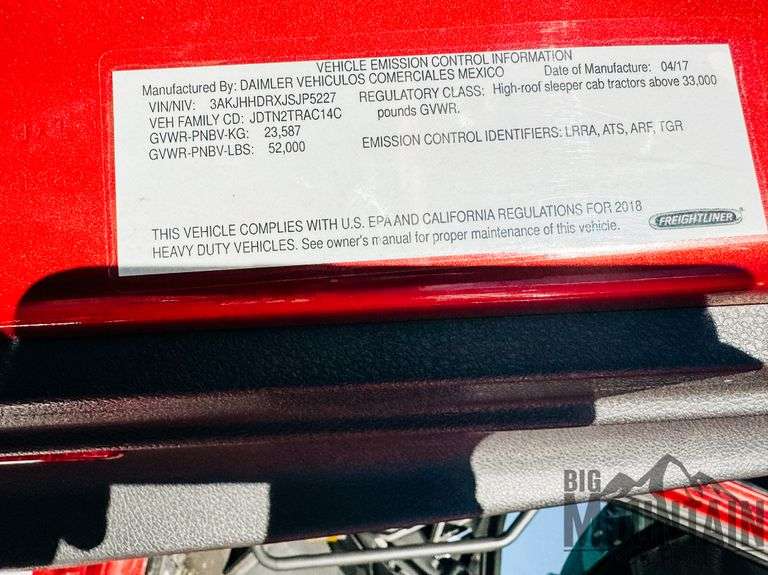 VEHICLE EMISSION CONTROL INFORMATION
Manufactured By: DAIMLER VEHICULOS COMERCIALES MEXICO Date of Manufacture: 04/17
VIN/NIV: 3AKJHHDRXJSJP5227 REGULATORY CLASS: High-roof sleeper cab tractors above 33,000
VEH FAMILY CD: JDTN2TRAC14C pounds GVWR.
GVWR-PNBV-KG: 23,587
GVWR-PNBV-LBS: 52,000 EMISSION CONTROL IDENTIFIERS: LRRA, ATS, ARF, TGR
THIS VEHICLE COMPLIES WITH U.S. EPA AND CALIFORNIA REGULATIONS FOR 2018
HEAVY DUTY VEHICLES. See owner's manual for proper maintenance of this vehicle.
FREIGHTLINER
BIG
MOUNTAIN